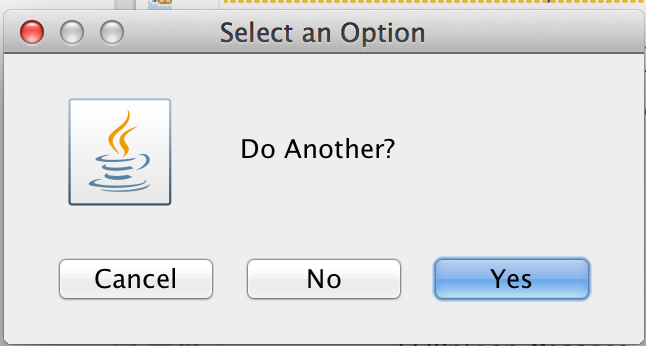 Select an Option
Do Another?
Cancel
No
Yes